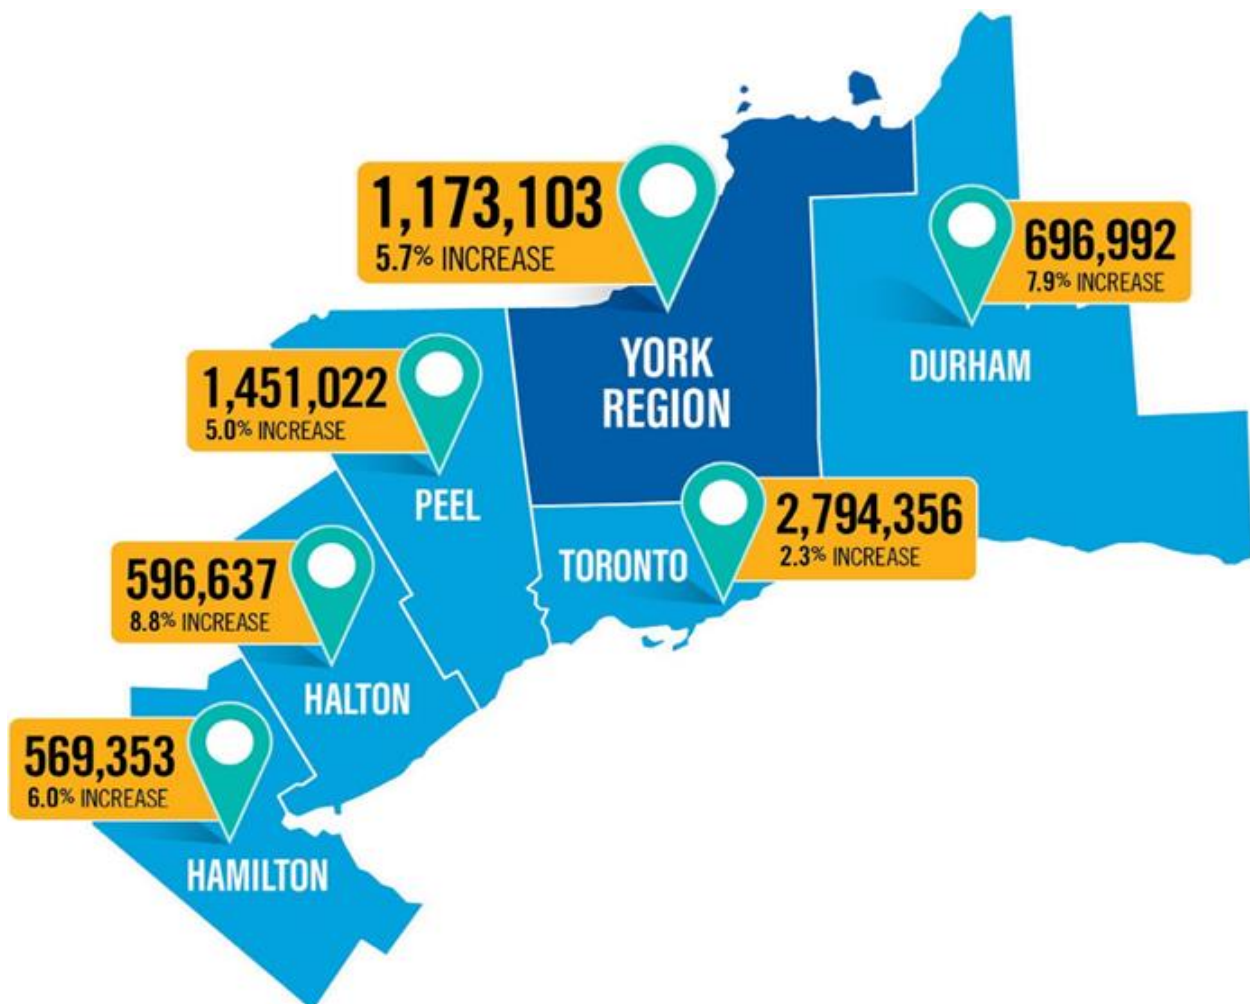 1,173,103
5.7% INCREASE
YORK
REGION
696,992
7.9% INCREASE
DURHAM
1,451,022
5.0% INCREASE
PEEL
2,794,356
2.3% INCREASE
TORONTO
596,637
8.8% INCREASE
HALTON
569,353
6.0% INCREASE
HAMILTON